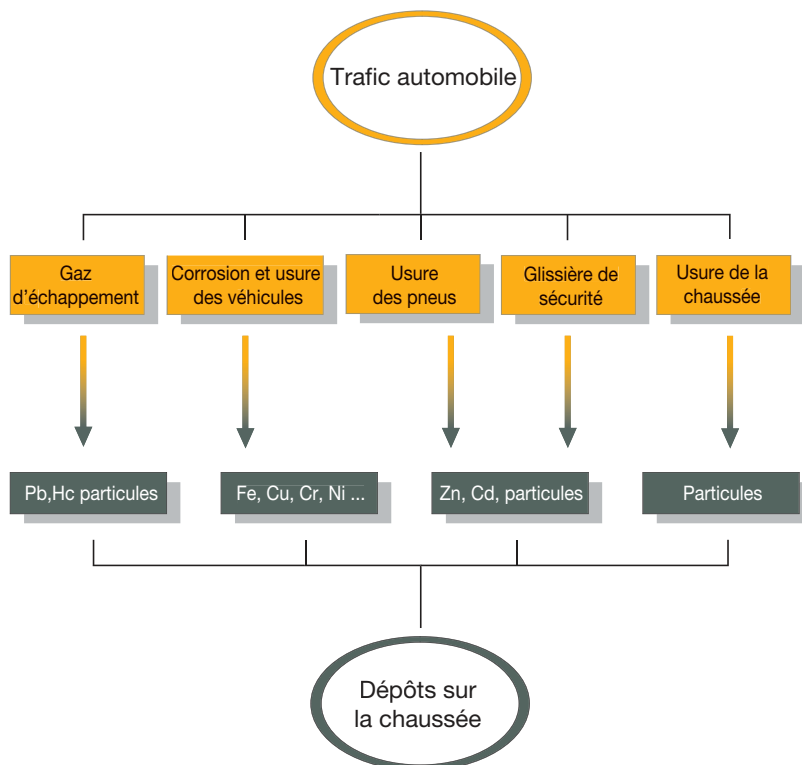 Trafic automobile
Gaz
d'échappement
Corrosion et usure
des véhicules
Usure
des pneus
Glissière de
sécurité
Usure de la
chaussée
Pb,Hc particules
Fe, Cu, Cr, Ni ...
Zn, Cd, particules
Particules
Dépôts sur
la chaussée